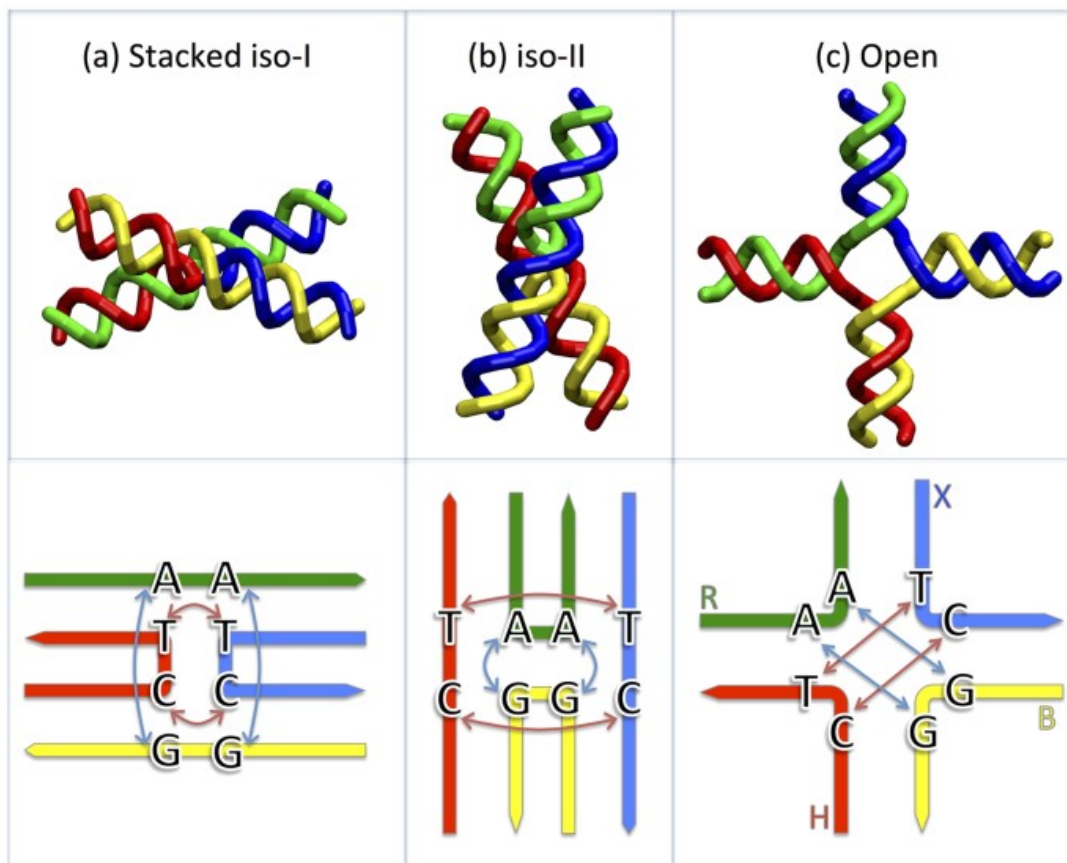 (a) Stacked iso-I
(b) iso-II
(c) Open
A A
T T
C C
G G
T A A T
C G G C
X
R
A
T
A
C
T
G
C
G
B
H